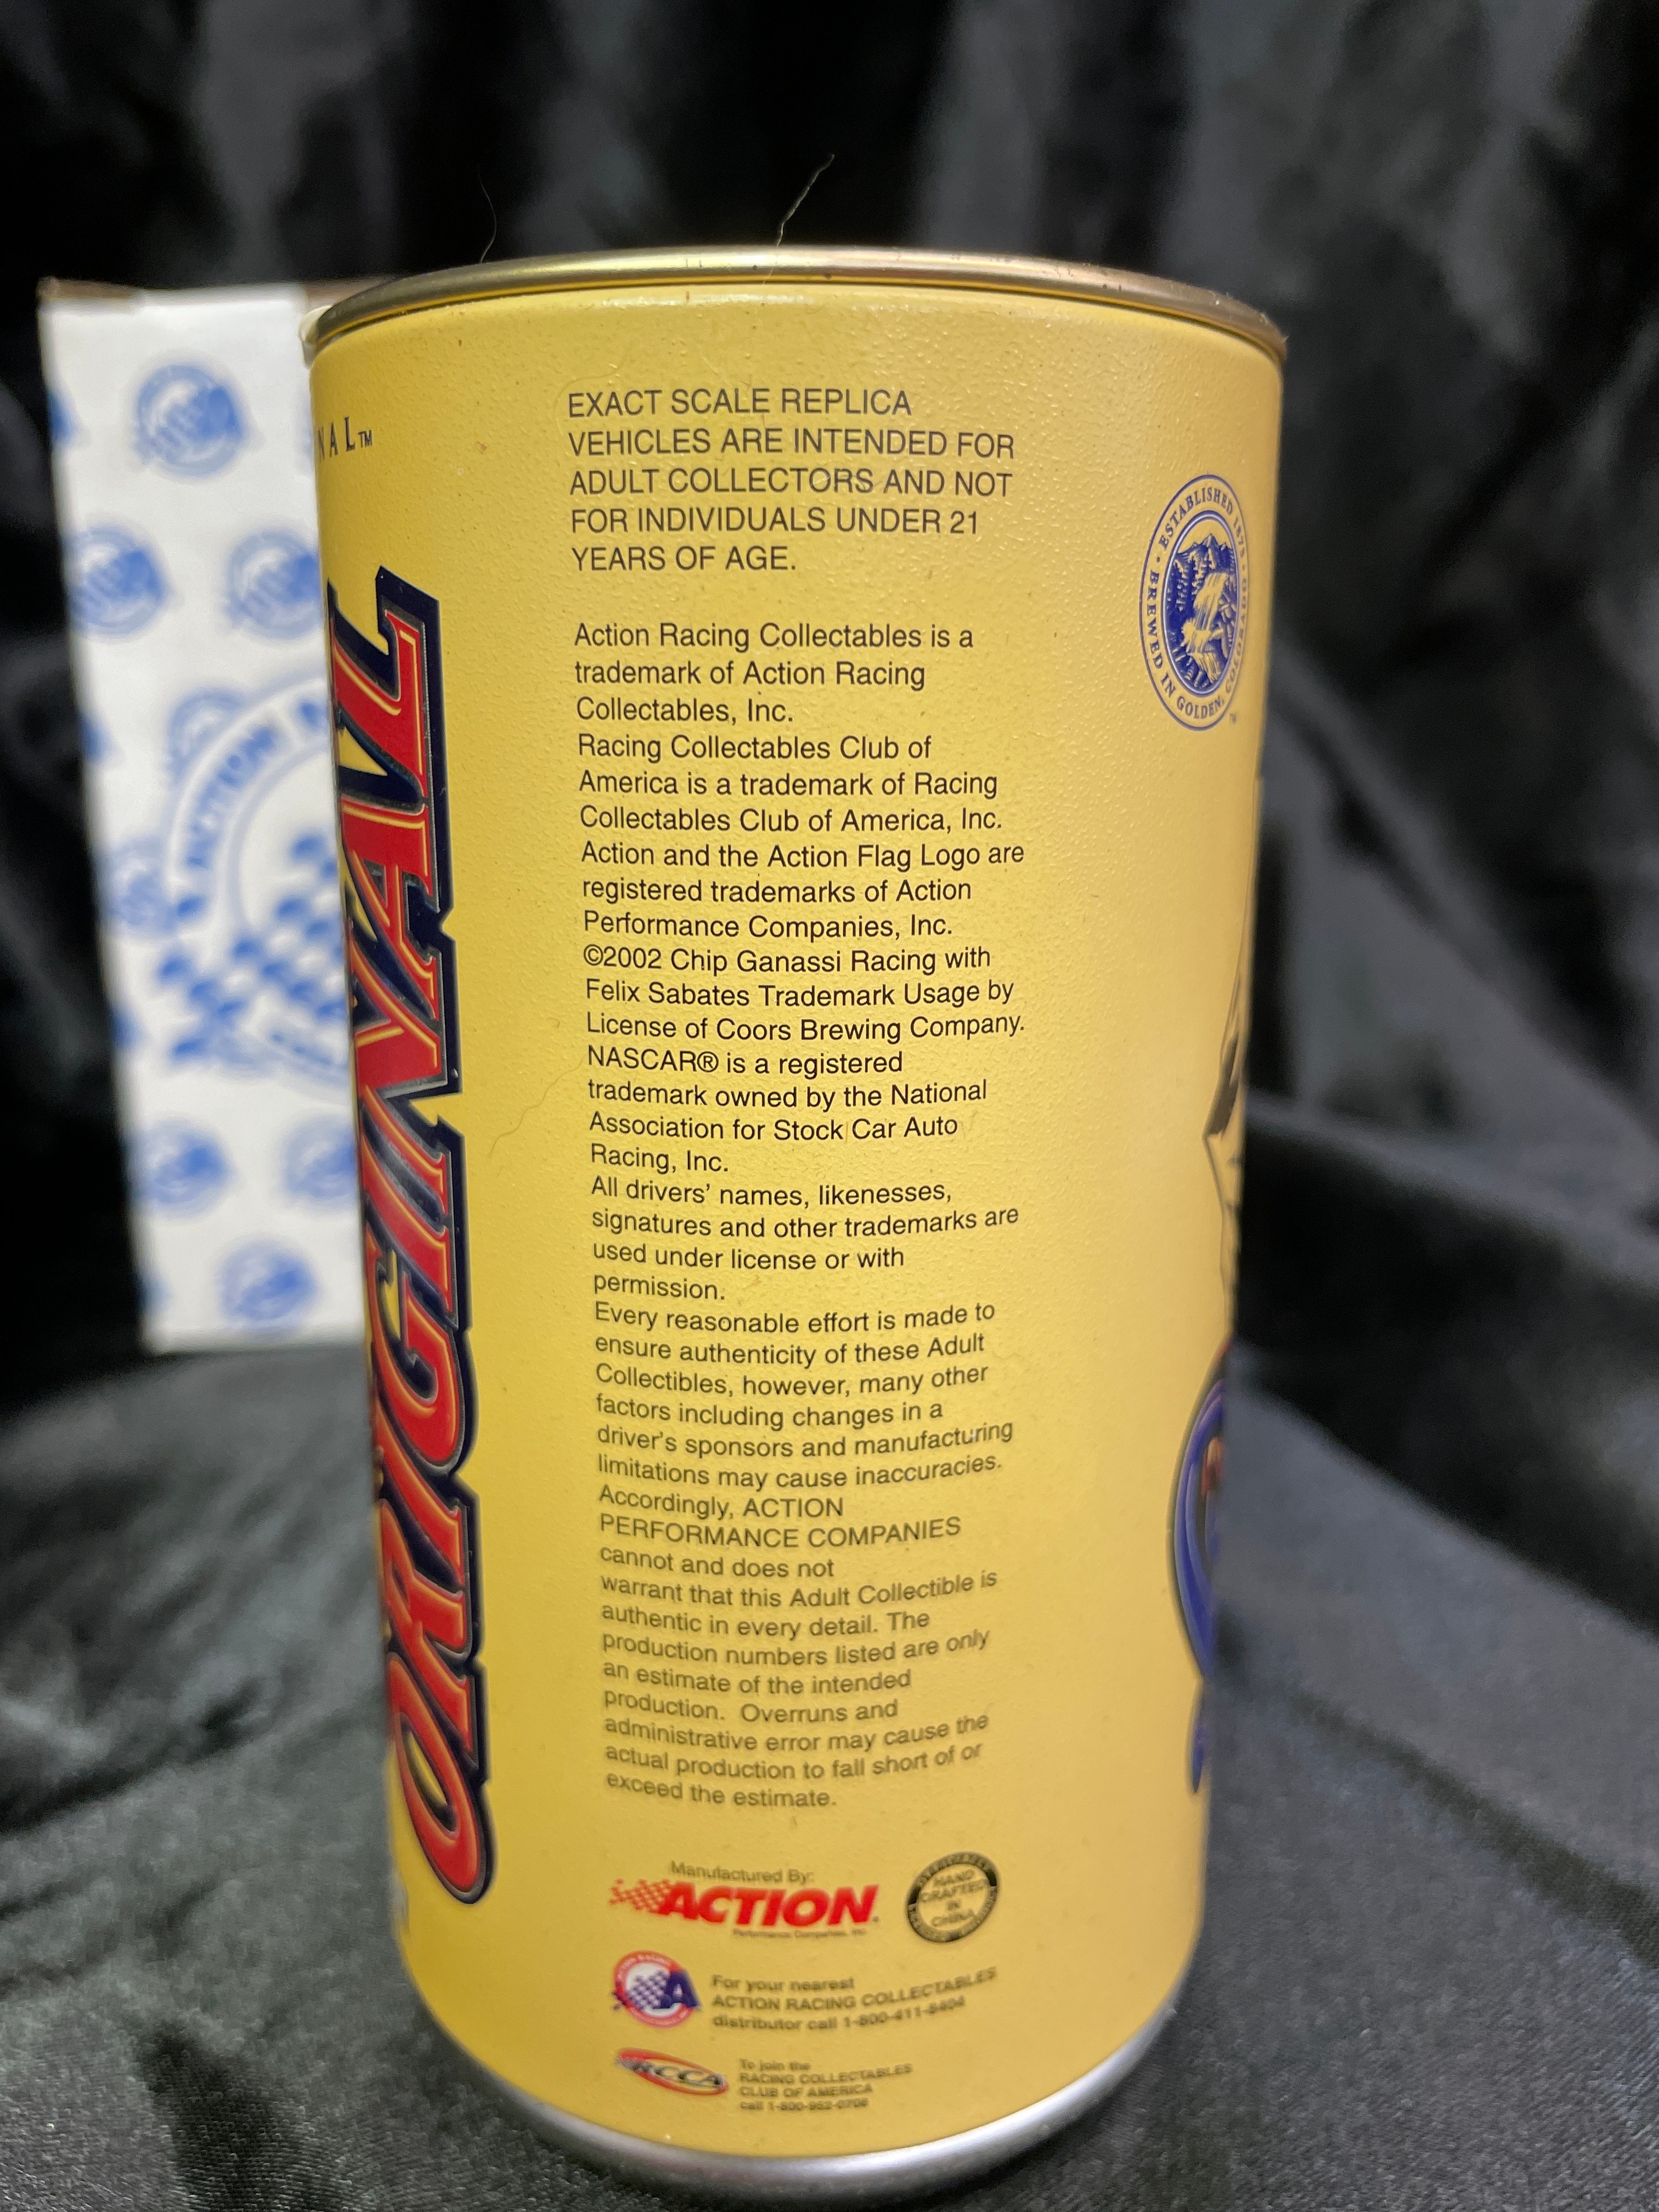 NAL™
ORIGINAL
EXACT SCALE REPLICA
VEHICLES ARE INTENDED FOR
ADULT COLLECTORS AND NOT
FOR INDIVIDUALS UNDER 21
YEARS OF AGE.
Action Racing Collectables is a
trademark of Action Racing
Collectables, Inc.
Racing Collectables Club of
America is a trademark of Racing
Collectables Club of America, Inc.
Action and the Action Flag Logo are
registered trademarks of Action
Performance Companies, Inc.
©2002 Chip Ganassi Racing with
Felix Sabates Trademark Usage by
License of Coors Brewing Company.
NASCAR® is a registered
trademark owned by the National
Association for Stock Car Auto
Racing, Inc.
All drivers’ names, likenesses,
signatures and other trademarks are
used under license or with
permission.
Every reasonable effort is made to
ensure authenticity of these Adult
Collectibles, however, many other
factors including changes in a
driver's sponsors and manufacturing
limitations may cause inaccuracies.
Accordingly, ACTION
PERFORMANCE COMPANIES
cannot and does not
warrant that this Adult Collectible is
authentic in every detail. The
production numbers listed are only
an estimate of the intended
production. Overruns and
administrative error may cause the
actual production to fall short of or
exceed the estimate.
Manufactured By:
ACTION
Performance Companies, Inc.
HAND
CRAFTED
IN
CHINA
For your nearest
ACTION RACING COLLECTABLES
distributor call 1-800-411-8404
RCCA
To join the
RACING COLLECTABLES
CLUB OF AMERICA
call 1-800-952-0708
ESTABLISHED 1873
BREWED IN GOLDEN, COLORADO
™
ACTION